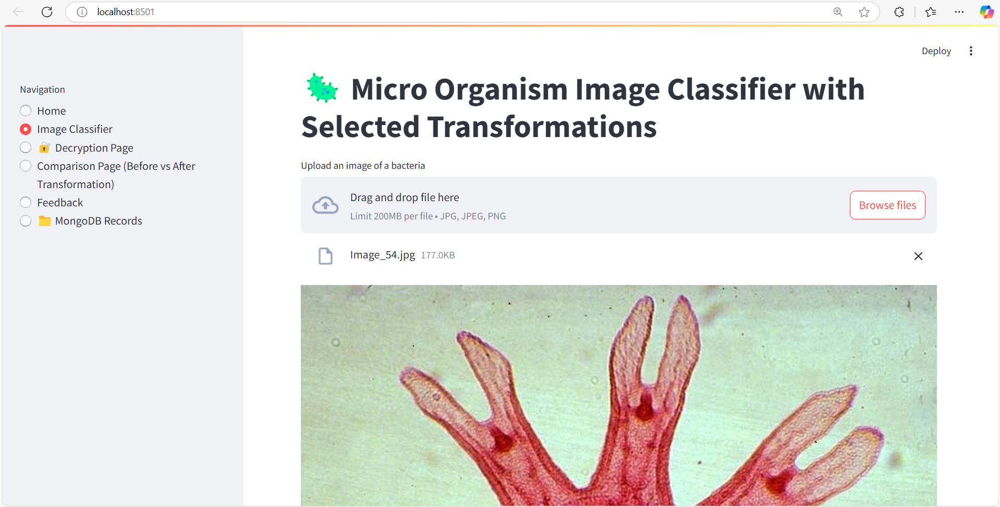 localhost:8501
Deploy
Navigation
Home
Image Classifier
Decryption Page
Comparison Page (Before vs After
Transformation)
Feedback
MongoDB Records
Micro Organism Image Classifier with
Selected Transformations
Upload an image of a bacteria
Drag and drop file here
Limit 200MB per file • JPG, JPEG, PNG
Browse files
Image_54.jpg 177.0KB